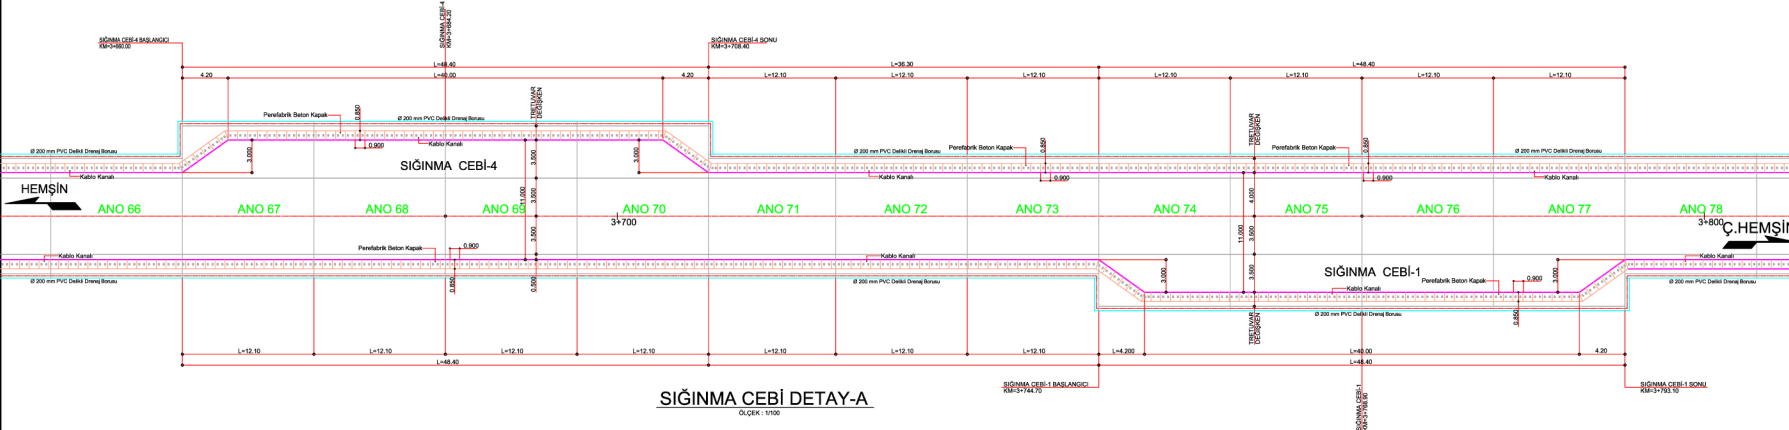 SIĞINMA CEBİ-4
KM=3+684.20
SIĞINMA CEBİ-4 BAŞLANGICI
KM=3+660.00
SIĞINMA CEBİ-4 SONU
KM=3+708.40
L=48.40
L=36.30
L=48.40
4.20
L=40.00
4.20
L=12.10
L=12.10
L=12.10
L=12.10
L=12.10
L=12.10
L=12.10
Perefabrik Beton Kapak
0.850
Ø 200 mm PVC Delikli Drenaj Borusu
TRETUVAR
DEĞİŞKEN
Kablo Kanalı
0.900
3.000
3.500
3.000
Ø 200 mm PVC Delikli Drenaj Borusu
Kablo Kanalı
SIĞINMA CEBİ-4
Ø 200 mm PVC Delikli Drenaj Borusu
Kablo Kanalı
Perefabrik Beton Kapak
0.850
0.900
TRETUVAR
DEĞİŞKEN
Perefabrik Beton Kapak
0.850
0.900
Ø 200 mm PVC Delikli Drenaj Borusu
Kablo Kanalı
HEMŞİN
11.000
3.500
4.000
ANO 66
ANO 67
ANO 68
ANO 69
ANO 70
ANO 71
ANO 72
ANO 73
ANO 74
ANO 75
ANO 76
ANO 77
ANO 78
3+700
3+800
Ç.HEMŞİN
3.500
11.000
3.500
Kablo Kanalı
Perefabrik Beton Kapak
0.900
Kablo Kanalı
Kablo Kanalı
Ø 200 mm PVC Delikli Drenaj Borusu
0.850
0.500
Ø 200 mm PVC Delikli Drenaj Borusu
3.000
3.500
SIĞINMA CEBİ-1
Perefabrik Beton Kapak
0.900
3.000
Kablo Kanalı
Ø 200 mm PVC Delikli Drenaj Borusu
Ø 200 mm PVC Delikli Drenaj Borusu
0.850
TRETUVAR
DEĞİŞKEN
L=12.10
L=12.10
L=12.10
L=12.10
L=12.10
L=12.10
L=12.10
L=4.200
L=40.00
4.20
L=48.40
L=48.40
SIĞINMA CEBİ-1 BAŞLANGICI
KM=3+744.70
SIĞINMA CEBİ-1
KM=3+768.90
SIĞINMA CEBİ-1 SONU
KM=3+793.10
SIĞINMA CEBİ DETAY-A
ÖLÇEK : 1/100